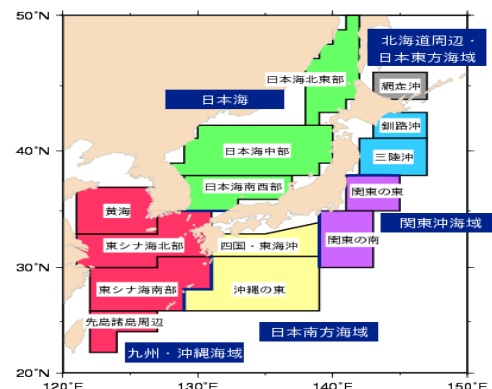 50°N
北海道周辺・
日本東方海域
日本海北東部
網走沖
日本海
釧路沖
40°N
日本海中部
三陸沖
日本海南西部
関東の東
黄海
関東沖海域
四国・東海沖
関東の南
東シナ海北部
30°N
東シナ海南部
沖縄の東
先島諸島周辺
日本南方海域
九州・沖縄海域
20°N
120°E
130°E
140°E
150°E